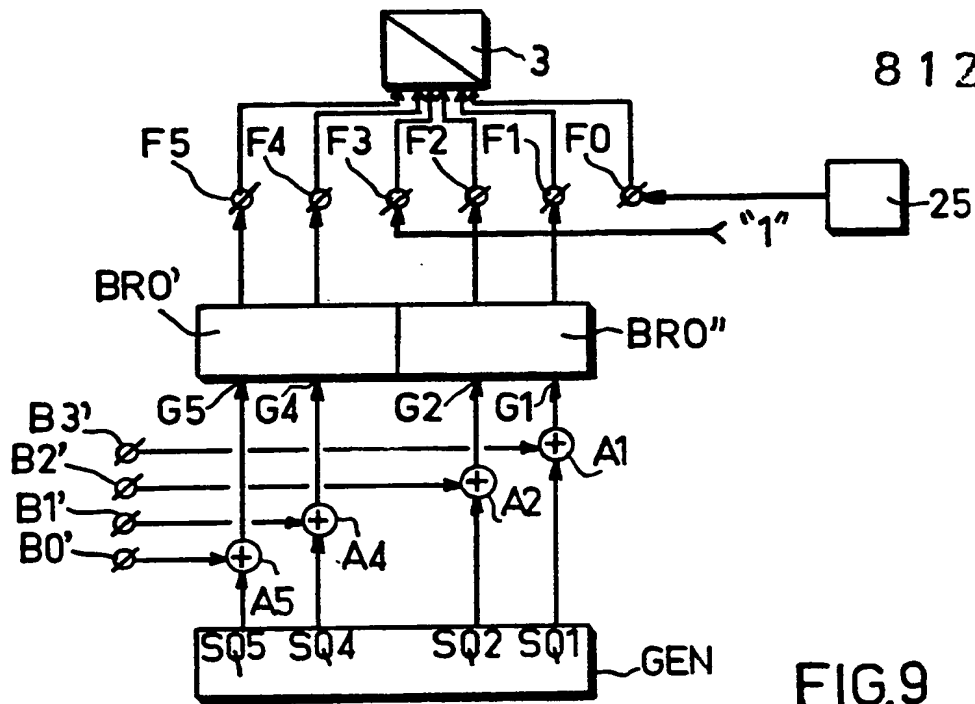 3
8 1 2
F5 F4 F3 F2 F1 F0
25
"1"
BRO'
BRO"
G5 G4 G2 G1
B3'
A1
B2'
A2
B1'
A4
B0'
A5
SQ5 SQ4 SQ2 SQ1
GEN
FIG.9